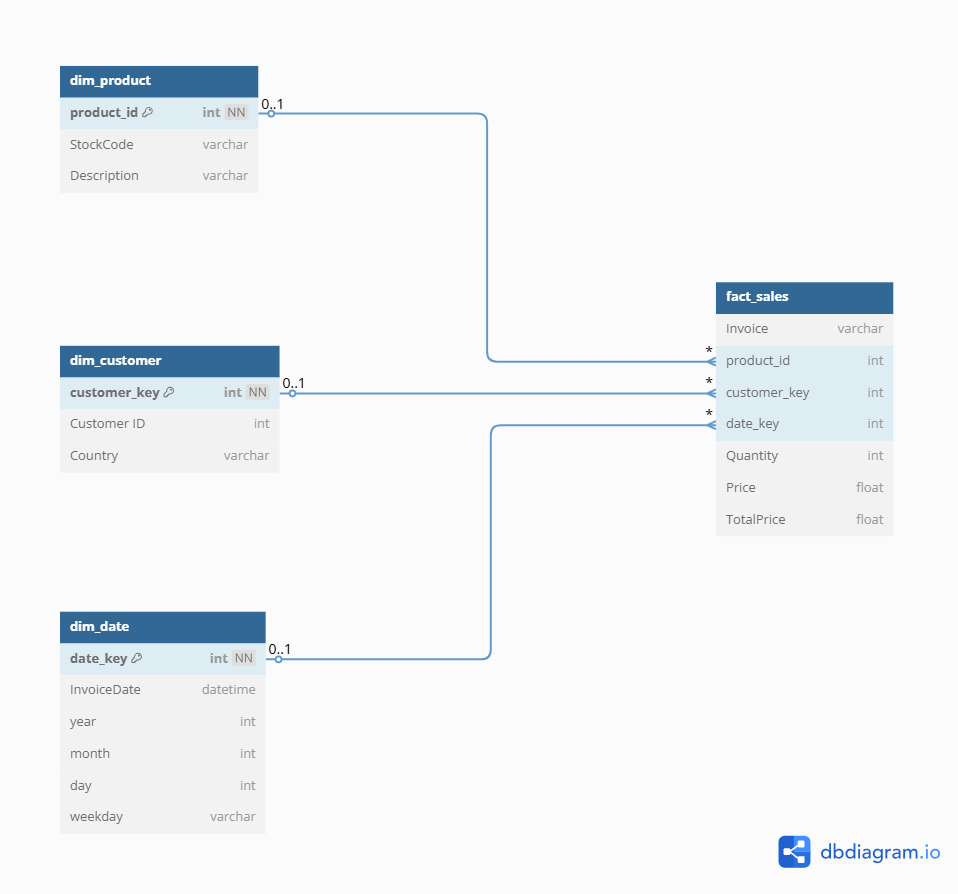 dim_product
product_id int NN
StockCode varchar
Description varchar
0..1
dim_customer
customer_key int NN
Customer ID int
Country varchar
0..1
dim_date
date_key int NN
InvoiceDate datetime
year int
month int
day int
weekday varchar
0..1
fact_sales
Invoice varchar
* product_id int
* customer_key int
* date_key int
Quantity int
Price float
TotalPrice float
dbdiagram.io